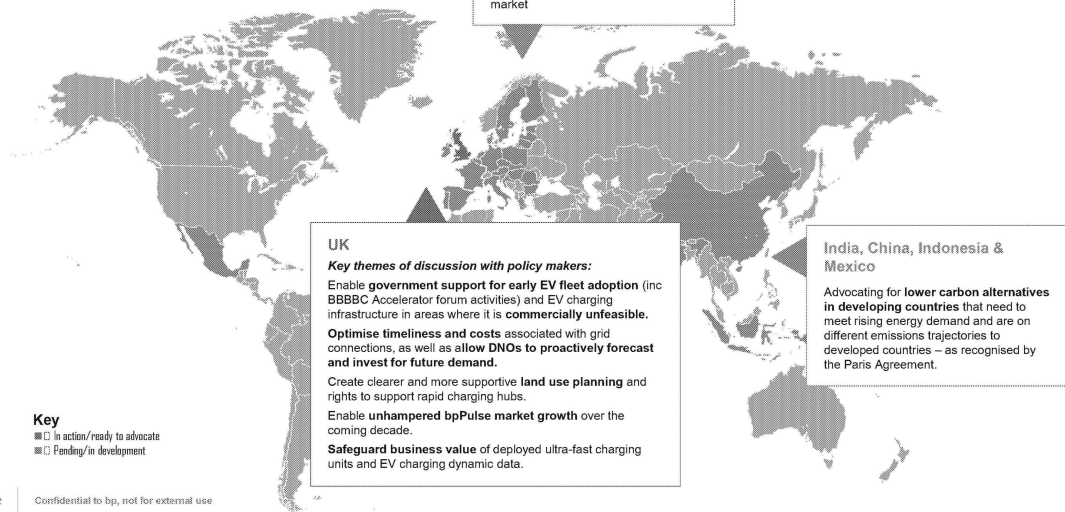 market
UK
Key themes of discussion with policy makers:
Enable government support for early EV fleet adoption (inc
BBBBC Accelerator forum activities) and EV charging
infrastructure in areas where it is commercially unfeasible.
Optimise timeliness and costs associated with grid
connections, as well as allow DNOs to proactively forecast
and invest for future demand.
Create clearer and more supportive land use planning and
rights to support rapid charging hubs.
Enable unhampered bpPulse market growth over the
coming decade.
Safeguard business value of deployed ultra-fast charging
units and EV charging dynamic data.
India, China, Indonesia &
Mexico
Advocating for lower carbon alternatives
in developing countries that need to
meet rising energy demand and are on
different emissions trajectories to
developed countries – as recognised by
the Paris Agreement.
Key
In action/ready to advocate
Pending/in development
Confidential to bp, not for external use